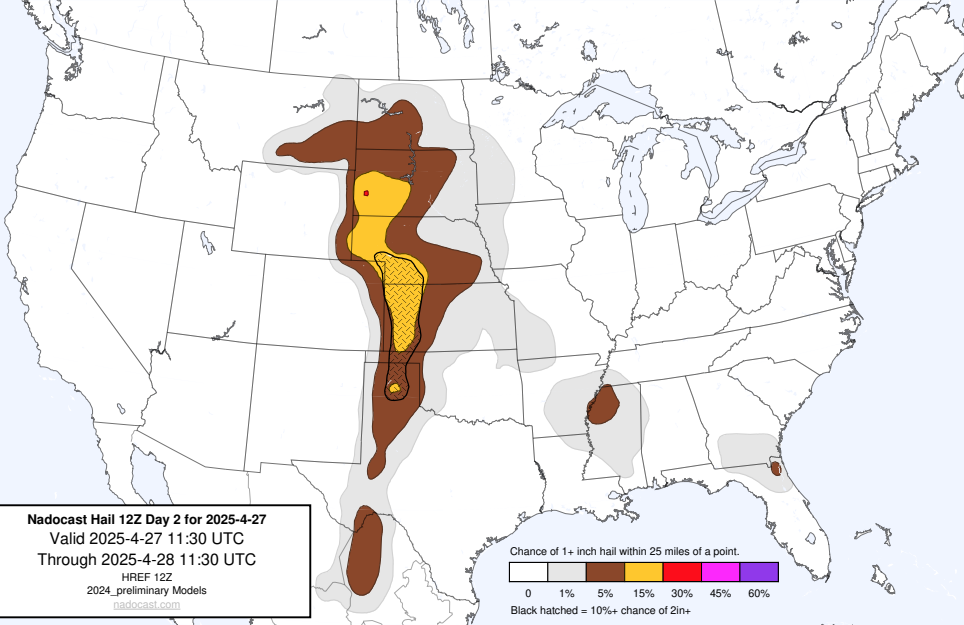 Nadocast Hail 12Z Day 2 for 2025-4-27
Valid 2025-4-27 11:30 UTC
Through 2025-4-28 11:30 UTC
HREF 12Z
2024_preliminary Models
nadocast.com
Chance of 1+ inch hail within 25 miles of a point.
0 1% 5% 15% 30% 45% 60%
Black hatched = 10%+ chance of 2in+